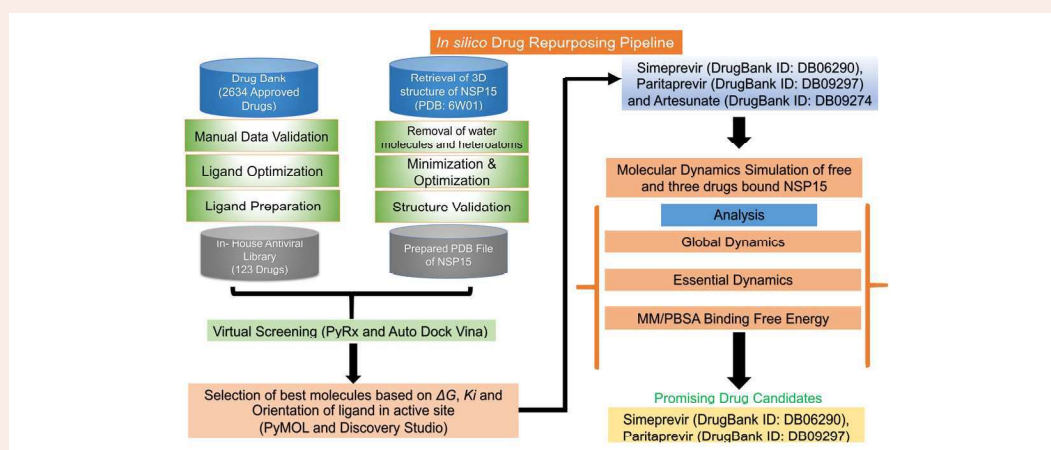 In silico Drug Repurposing Pipeline
Drug Bank
(2634 Approved
Drugs)
Manual Data Validation
Ligand Optimization
Ligand Preparation
In- House Antiviral
Library
(123 Drugs)
Retrieval of 3D
structure of NSP15
(PDB: 6W01)
Removal of water
molecules and heteroatoms
Minimization &
Optimization
Structure Validation
Prepared PDB File
of NSP15
Virtual Screening (PyRx and Auto Dock Vina)
Selection of best molecules based on ΔG, Ki and
Orientation of ligand in active site
(PyMOL and Discovery Studio)
Simeprevir (DrugBank ID: DB06290),
Paritaprevir (DrugBank ID: DB09297)
and Artesunate (DrugBank ID: DB09274
Molecular Dynamics Simulation of free
and three drugs bound NSP15
Analysis
Global Dynamics
Essential Dynamics
MM/PBSA Binding Free Energy
Promising Drug Candidates
Simeprevir (DrugBank ID: DB06290),
Paritaprevir (DrugBank ID: DB09297)